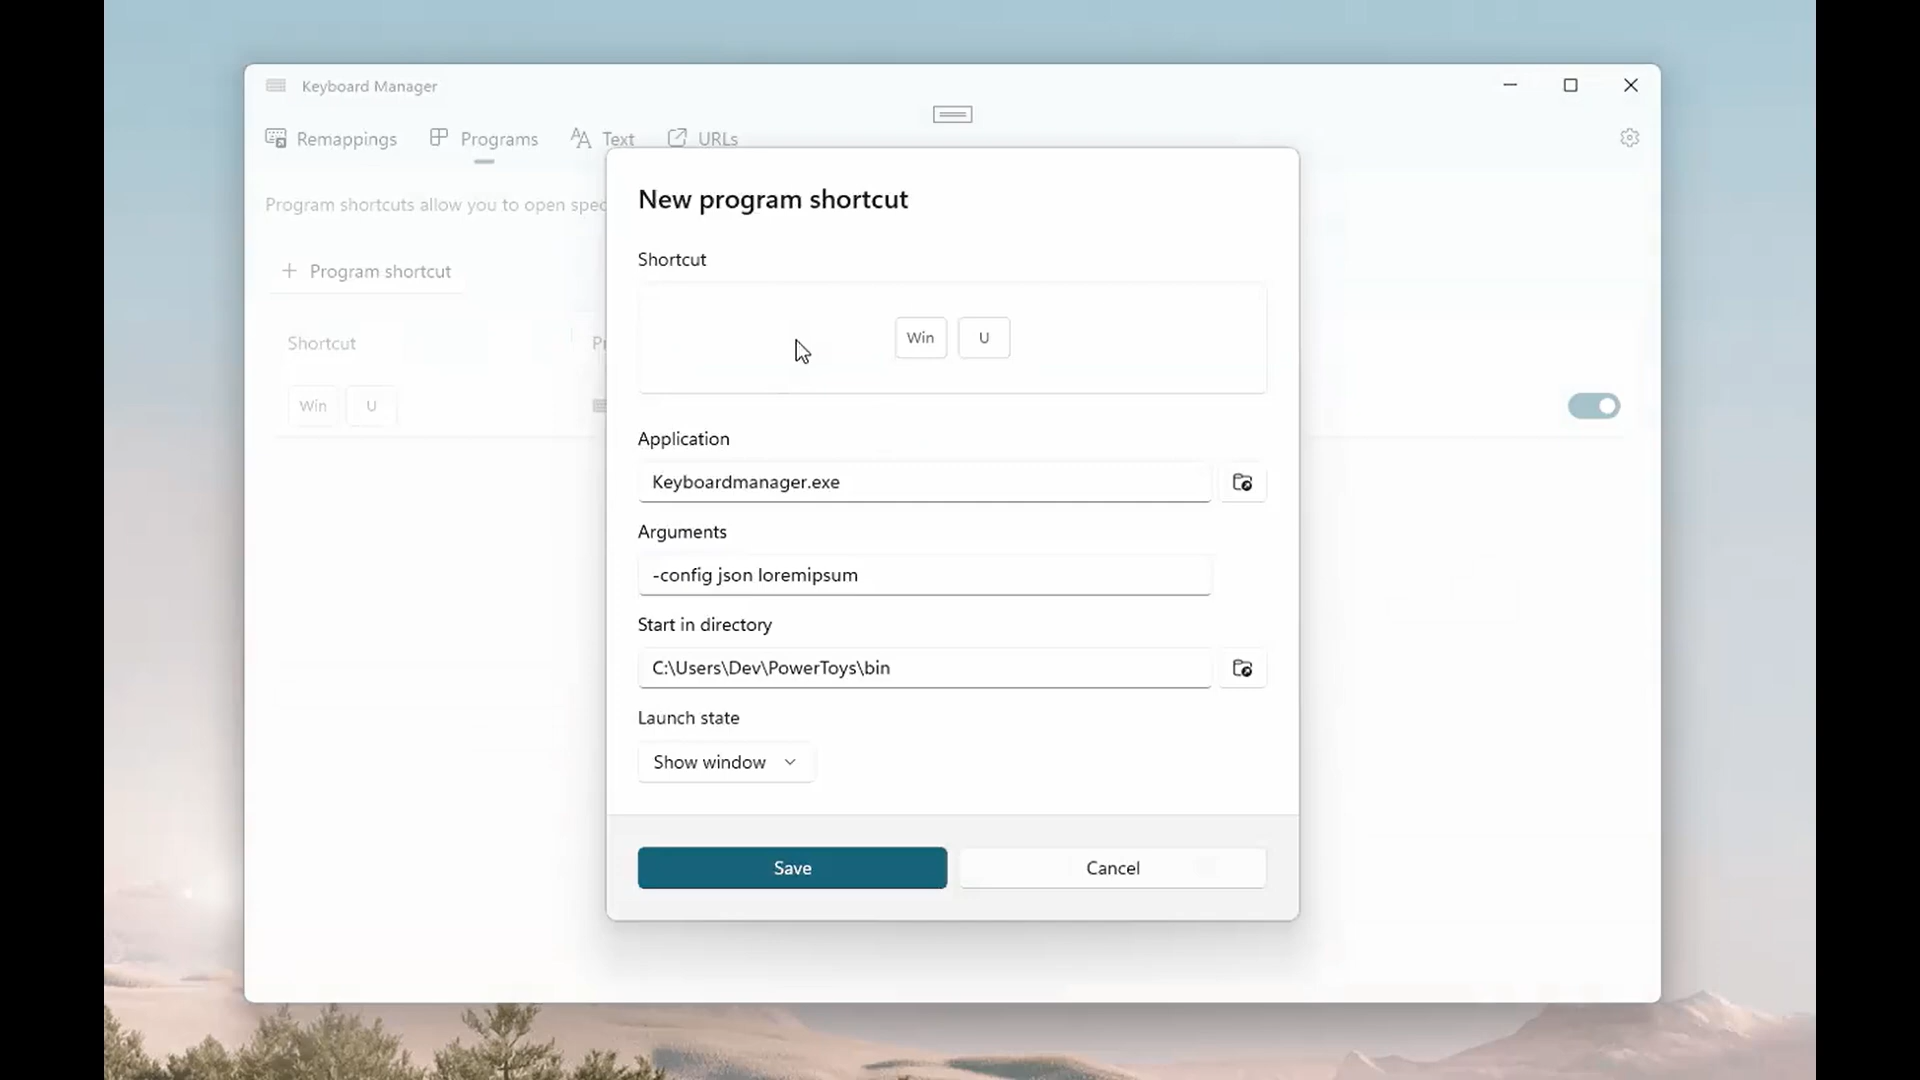 Keyboard Manager
Remappings Programs Text URLs
Program shortcuts allow you to open spec
+ Program shortcut
Shortcut
Win U
New program shortcut
Shortcut
Win U
Application
Keyboardmanager.exe
Arguments
-config json loremipsum
Start in directory
C:\Users\Dev\PowerToys\bin
Launch state
Show window
Save Cancel